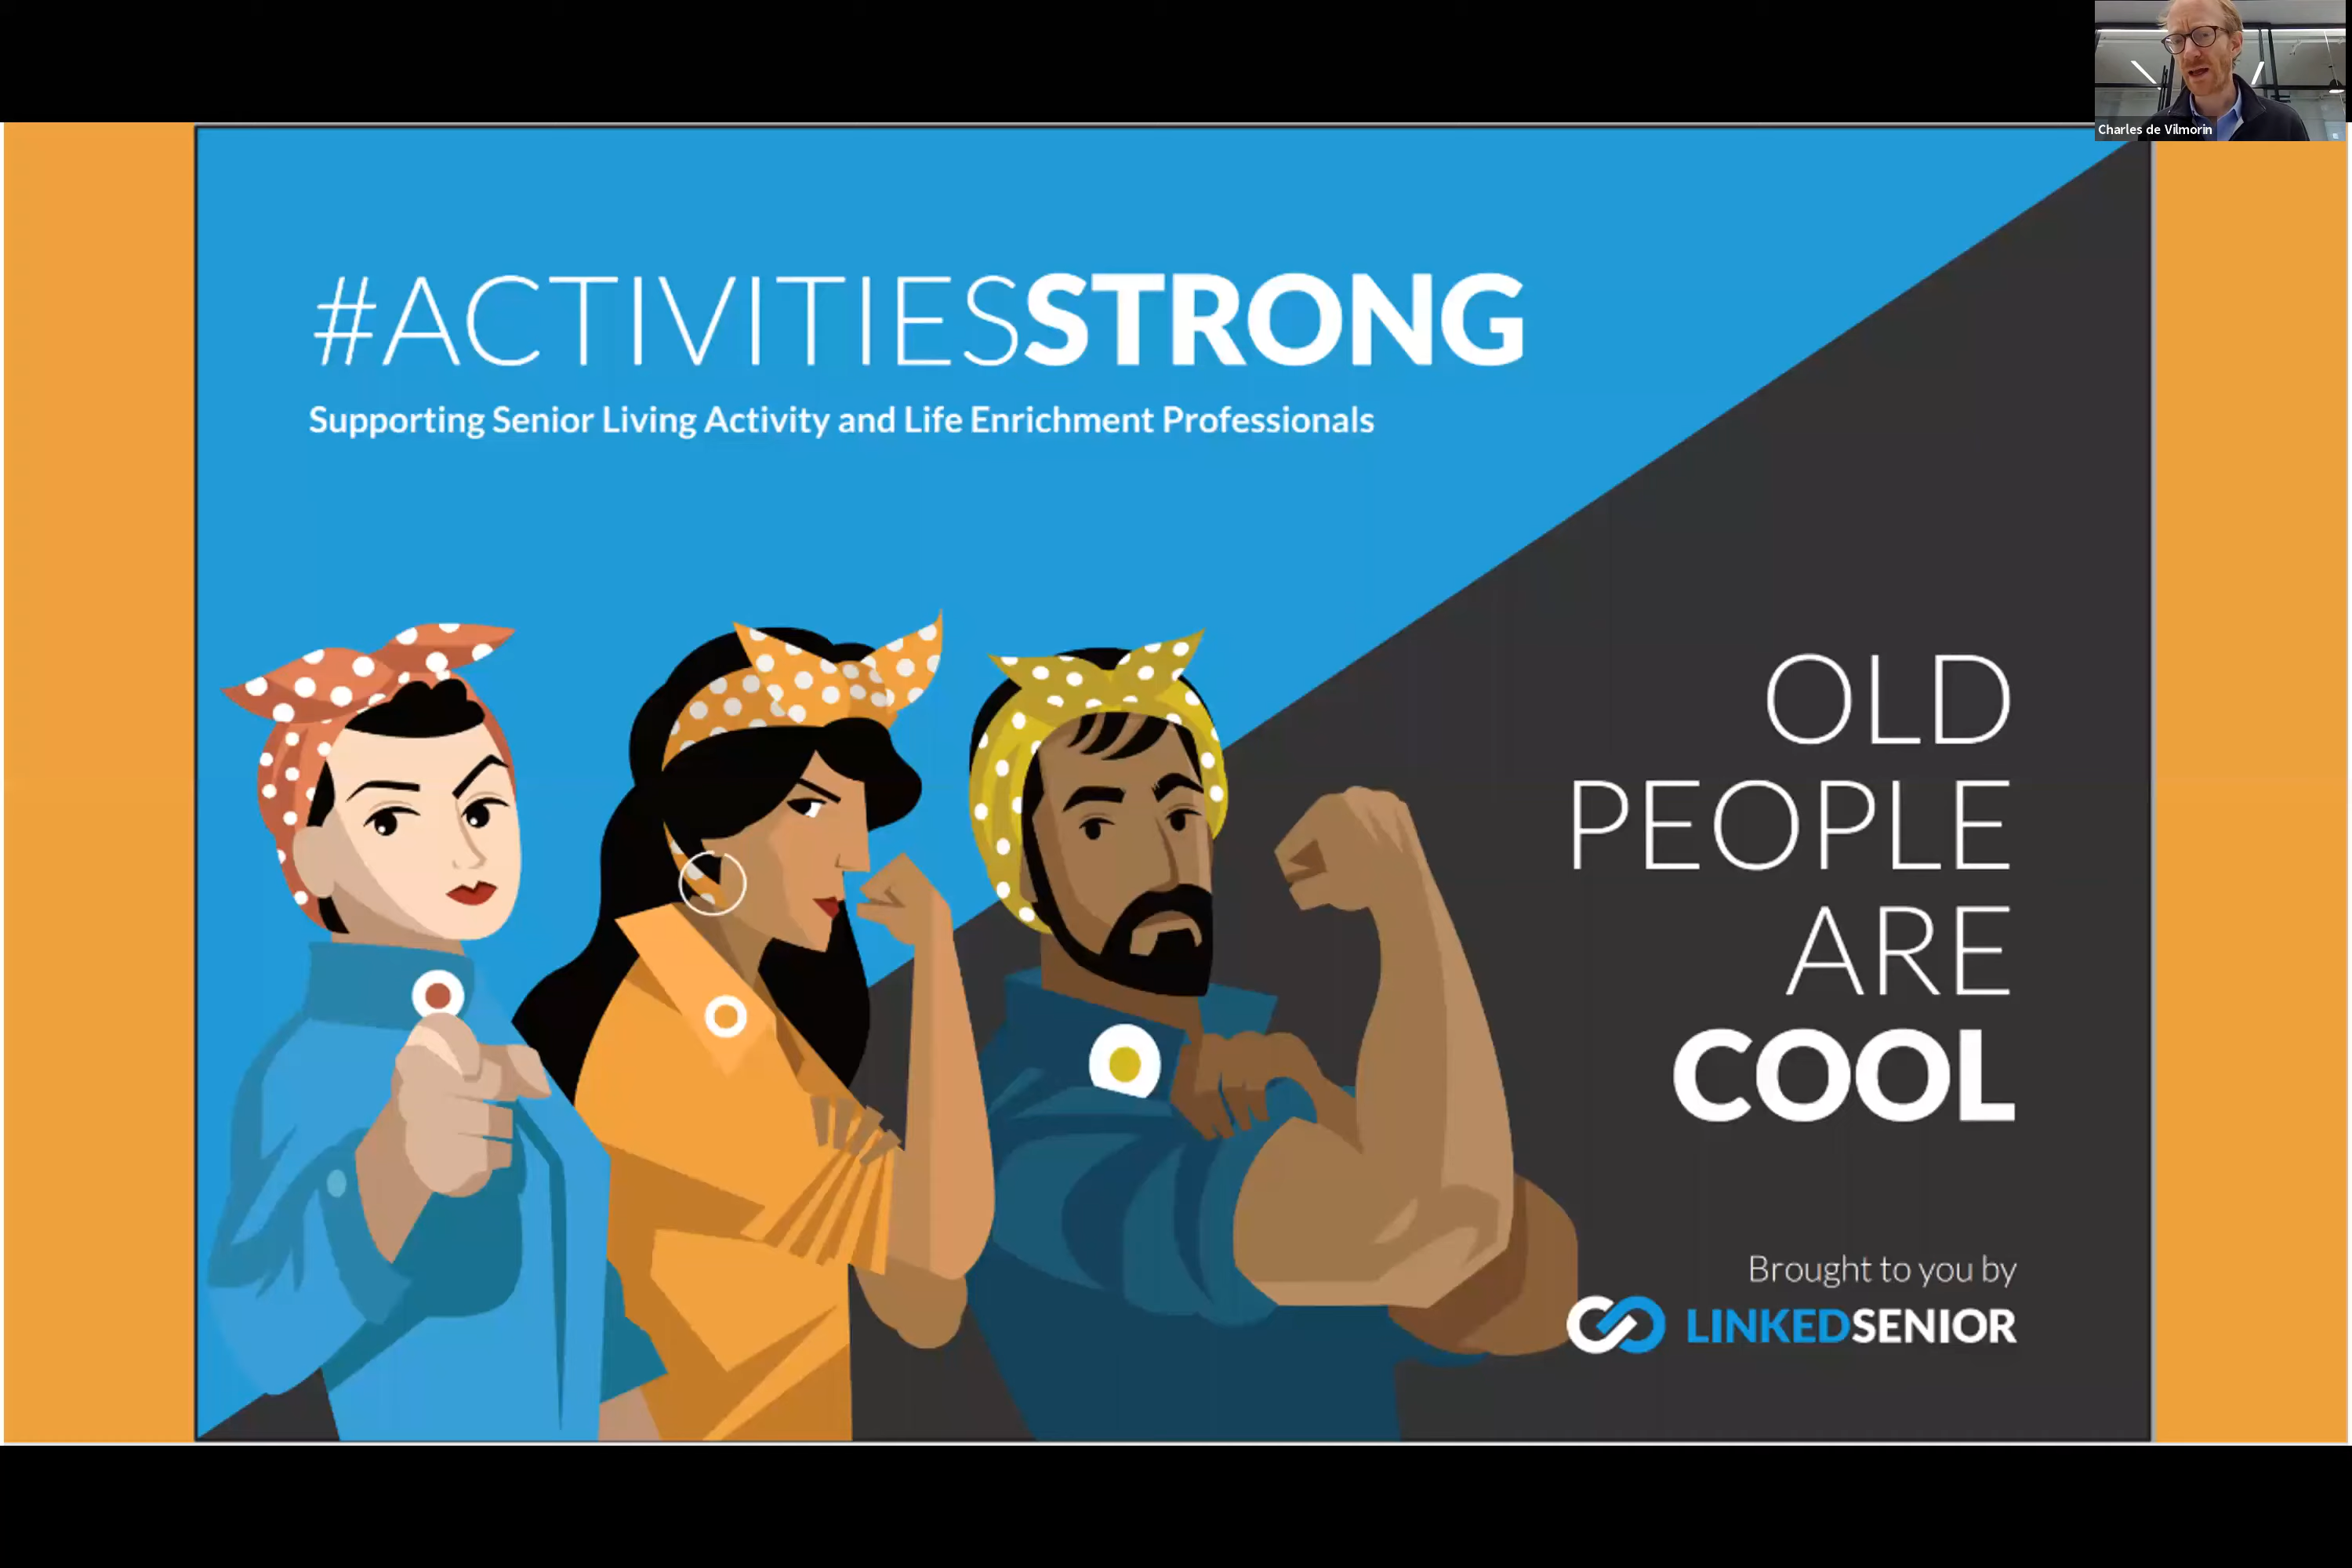 Charles de Vilmorin
#ACTIVITIESSTRONG
Supporting Senior Living Activity and Life Enrichment Professionals
OLD
PEOPLE
ARE
COOL
Brought to you by
LINKEDSENIOR